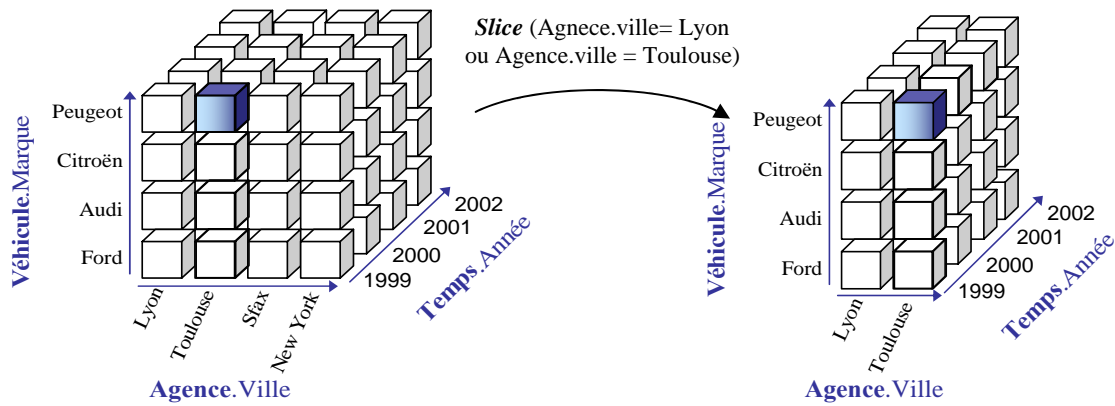 Slice (Agnece.ville= Lyon
ou Agence.ville = Toulouse)
Véhicule.Marque
Peugeot
Citroën
Audi
Ford
Lyon
Toulouse
Sfax
New York
Agence.Ville
1999
2000
2001
2002
Temps.Année
Véhicule.Marque
Peugeot
Citroën
Audi
Ford
Lyon
Toulouse
Agence.Ville
1999
2000
2001
2002
Temps.Année